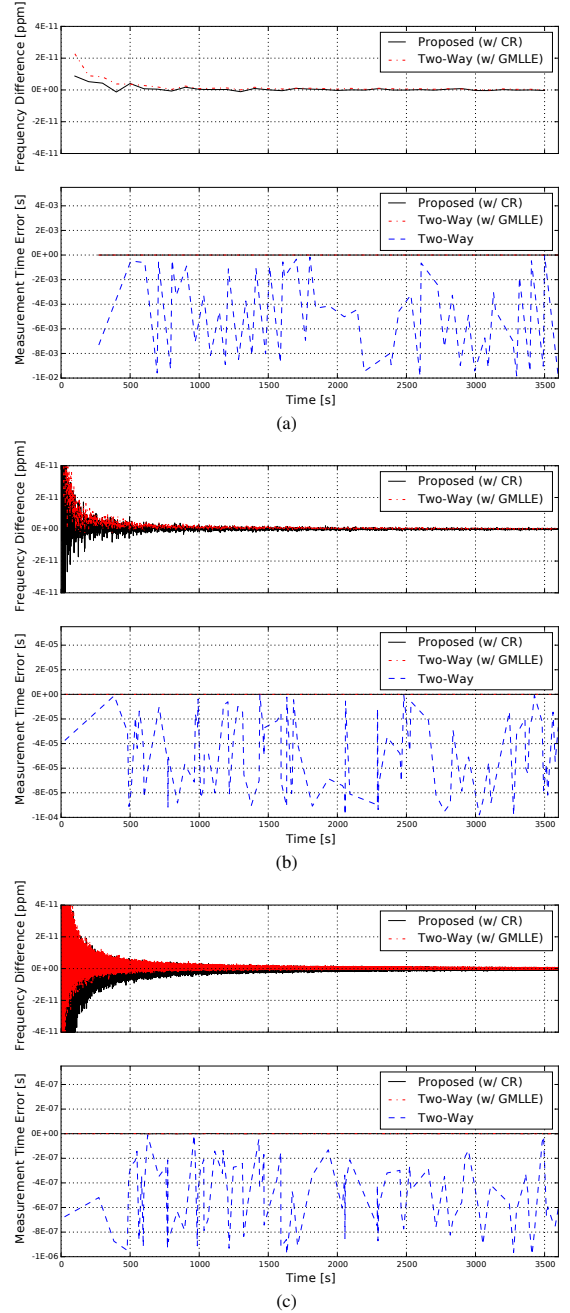 4E-11
2E-11
0E+00
-2E-11
-4E-11
Frequency Difference [ppm]
Proposed (w/ CR)
Two-Way (w/ GMLLE)
4E-03
2E-03
0E+00
-2E-03
-4E-03
-6E-03
-8E-03
-1E-02
Measurement Time Error [s]
Proposed (w/ CR)
Two-Way (w/ GMLLE)
Two-Way
0 500 1000 1500 2000 2500 3000 3500
Time [s]
(a)
4E-11
2E-11
0E+00
-2E-11
-4E-11
Frequency Difference [ppm]
Proposed (w/ CR)
Two-Way (w/ GMLLE)
4E-05
2E-05
0E+00
-2E-05
-4E-05
-6E-05
-8E-05
-1E-04
Measurement Time Error [s]
Proposed (w/ CR)
Two-Way (w/ GMLLE)
Two-Way
0 500 1000 1500 2000 2500 3000 3500
Time [s]
(b)
4E-11
2E-11
0E+00
-2E-11
-4E-11
Frequency Difference [ppm]
Proposed (w/ CR)
Two-Way (w/ GMLLE)
4E-07
2E-07
0E+00
-2E-07
-4E-07
-6E-07
-8E-07
-1E-06
Measurement Time Error [s]
Proposed (w/ CR)
Two-Way (w/ GMLLE)
Two-Way
0 500 1000 1500 2000 2500 3000 3500
Time [s]
(c)